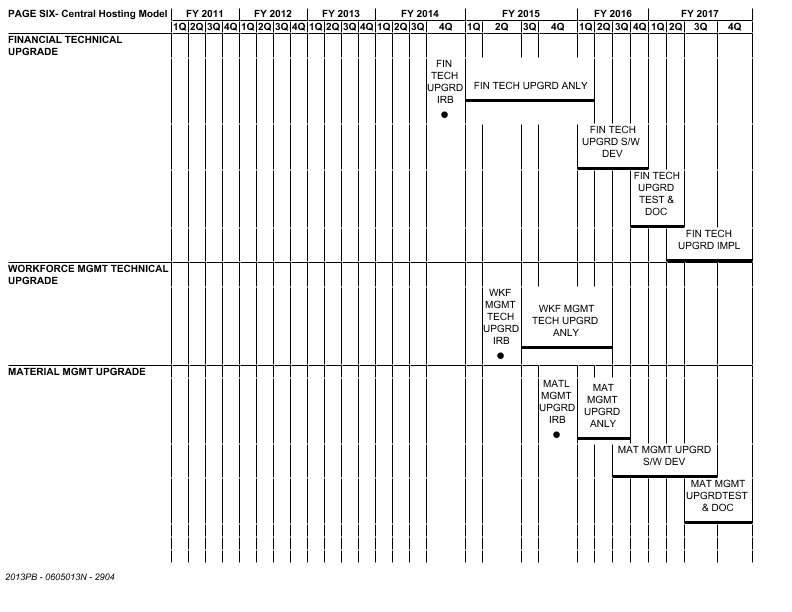 PAGE SIX- Central Hosting Model FY 2011 FY 2012 FY 2013 FY 2014 FY 2015 FY 2016 FY 2017
1Q 2Q 3Q 4Q 1Q 2Q 3Q 4Q 1Q 2Q 3Q 4Q 1Q 2Q 3Q 4Q 1Q 2Q 3Q 4Q 1Q 2Q 3Q 4Q 1Q 2Q 3Q 4Q
FINANCIAL TECHNICAL
UPGRADE
FIN
TECH
UPGRD
IRB
FIN TECH UPGRD ANLY
FIN TECH
UPGRD S/W
DEV
FIN TECH
UPGRD
TEST &
DOC
FIN TECH
UPGRD IMPL
WORKFORCE MGMT TECHNICAL
UPGRADE
WKF
MGMT
TECH
UPGRD
IRB
WKF MGMT
TECH UPGRD
ANLY
MATERIAL MGMT UPGRADE
MATL
MGMT
UPGRD
IRB
MAT
MGMT
UPGRD
ANLY
MAT MGMT UPGRD
S/W DEV
MAT MGMT
UPGRDTEST
& DOC
2013PB - 0605013N - 2904